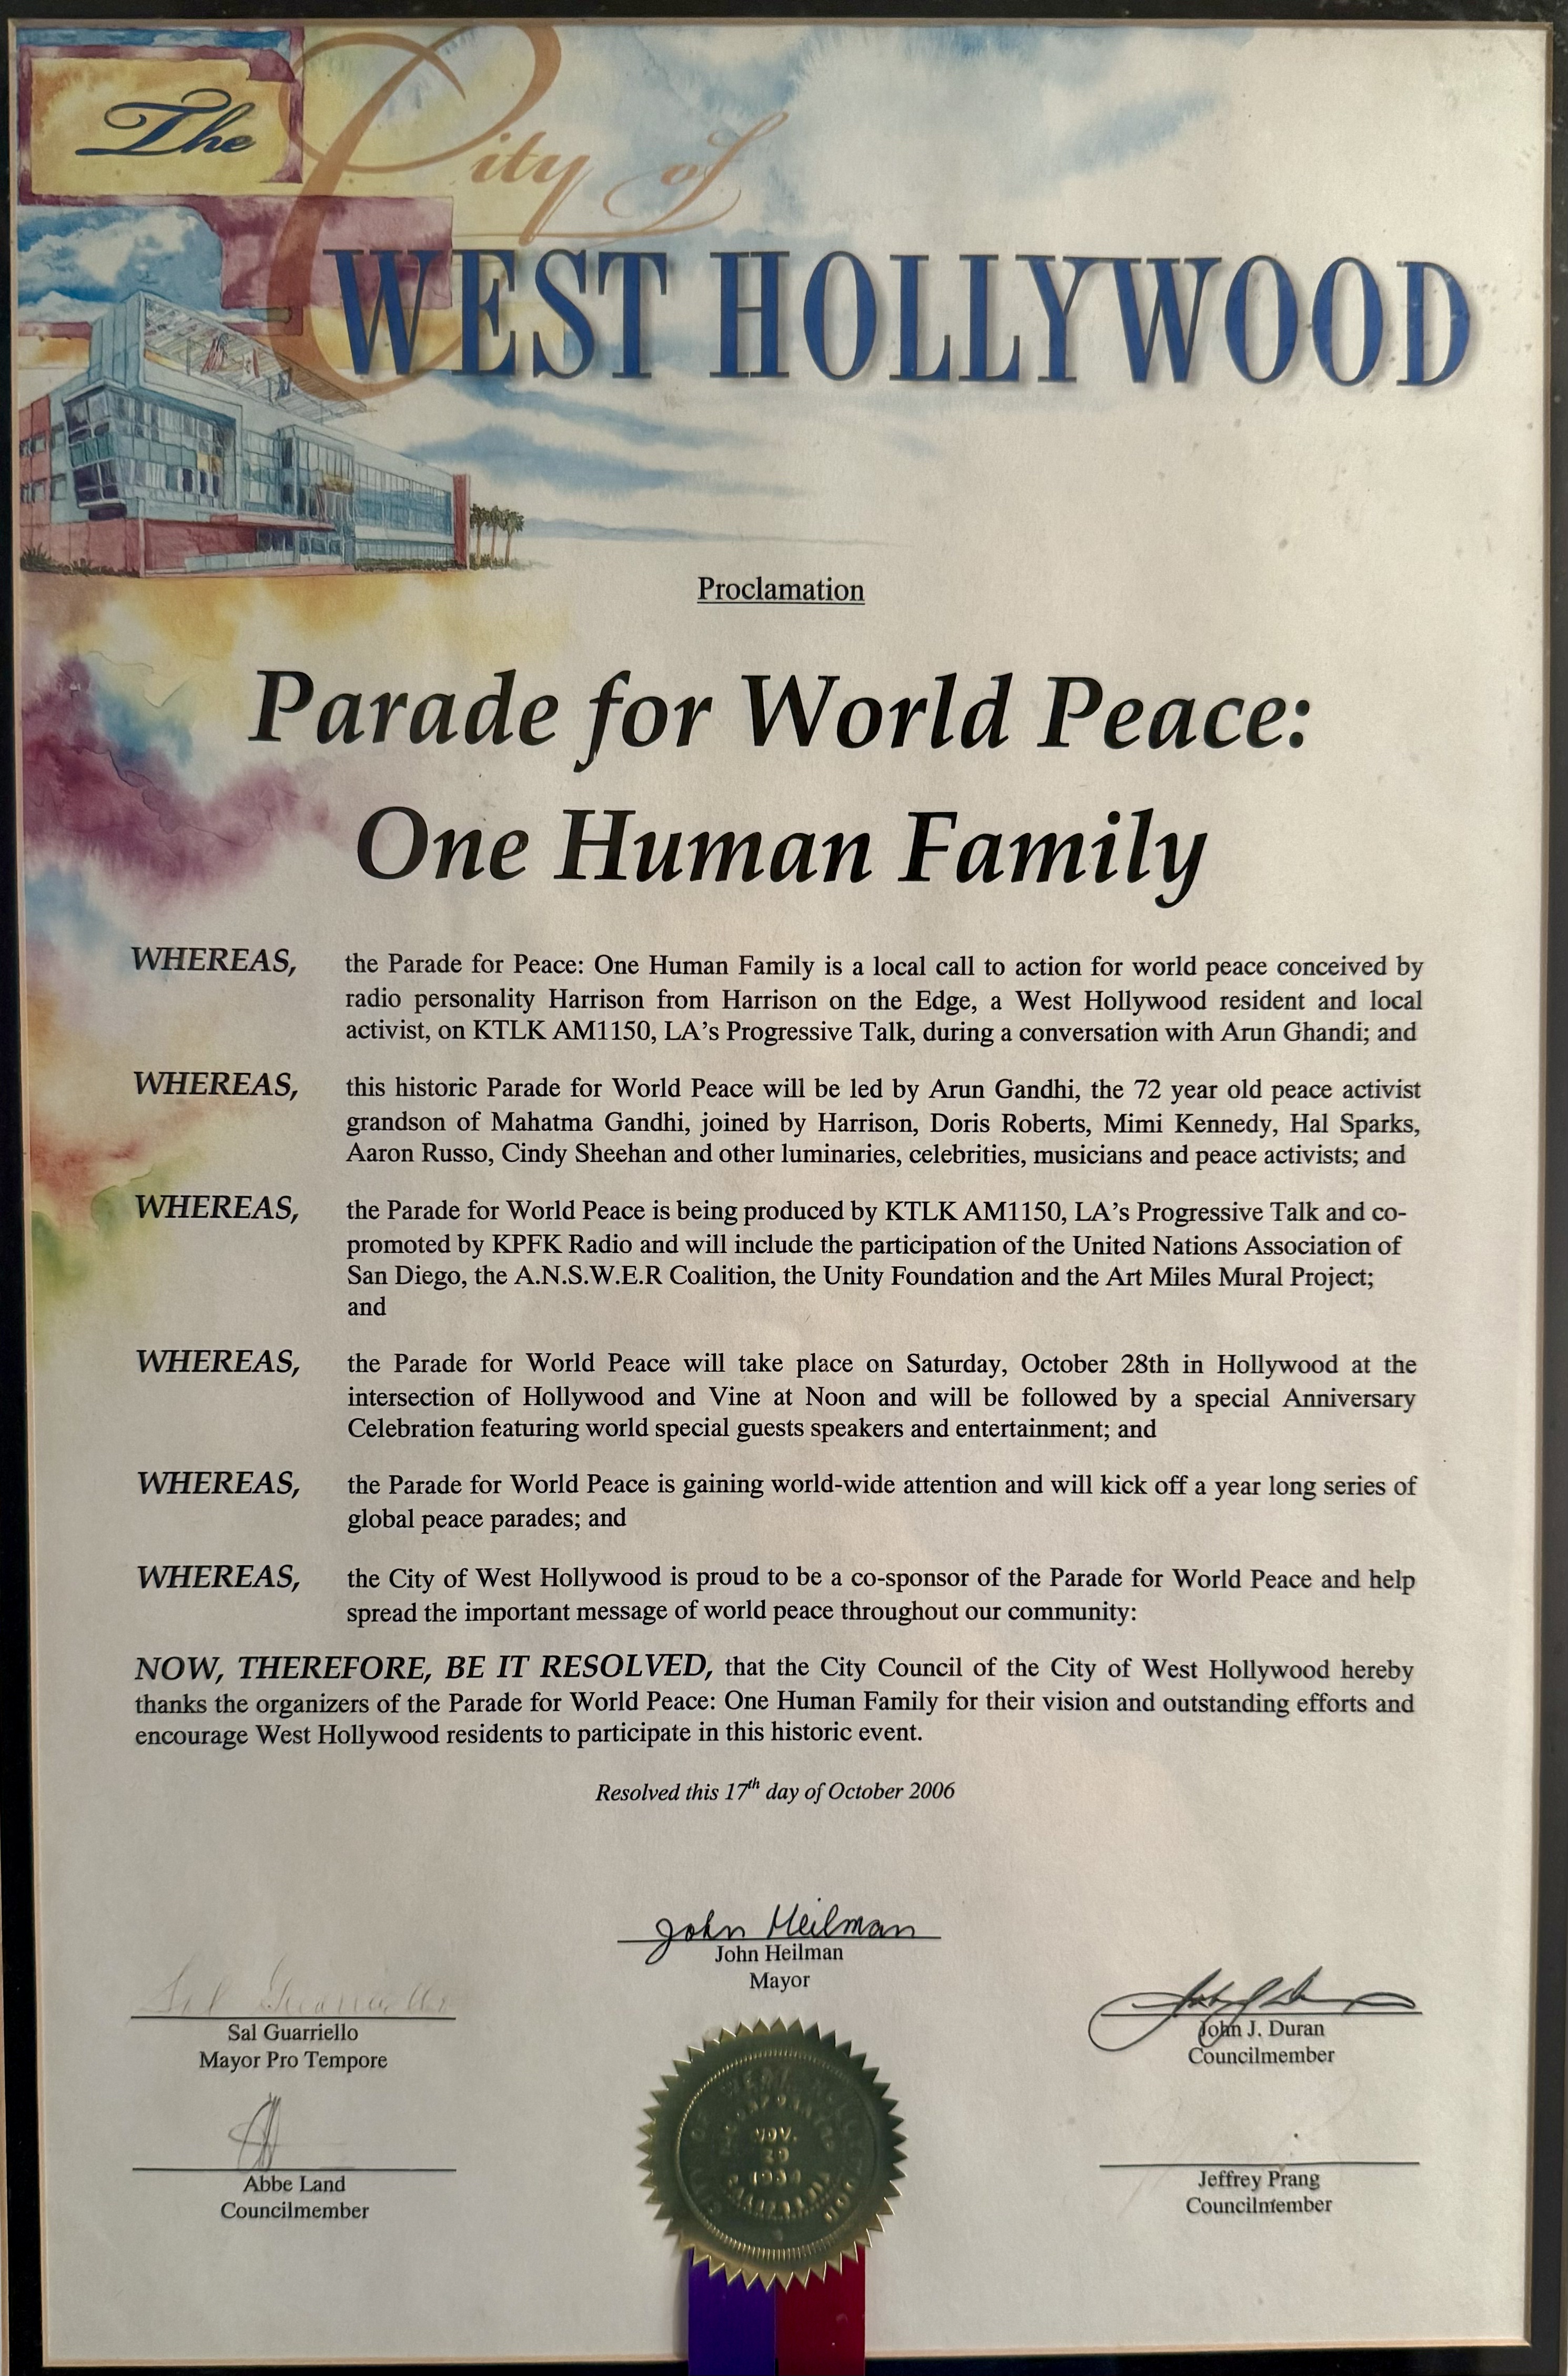 The City of
WEST HOLLYWOOD
Proclamation
Parade for World Peace:
One Human Family
WHEREAS, the Parade for Peace: One Human Family is a local call to action for world peace conceived by
radio personality Harrison from Harrison on the Edge, a West Hollywood resident and local
activist, on KTLK AM1150, LA's Progressive Talk, during a conversation with Arun Ghandi; and
WHEREAS, this historic Parade for World Peace will be led by Arun Gandhi, the 72 year old peace activist
grandson of Mahatma Gandhi, joined by Harrison, Doris Roberts, Mimi Kennedy, Hal Sparks,
Aaron Russo, Cindy Sheehan and other luminaries, celebrities, musicians and peace activists; and
WHEREAS, the Parade for World Peace is being produced by KTLK AM1150, LA's Progressive Talk and co-
promoted by KPFK Radio and will include the participation of the United Nations Association of
San Diego, the A.N.S.W.E.R Coalition, the Unity Foundation and the Art Miles Mural Project;
and
WHEREAS, the Parade for World Peace will take place on Saturday, October 28th in Hollywood at the
intersection of Hollywood and Vine at Noon and will be followed by a special Anniversary
Celebration featuring world special guests speakers and entertainment; and
WHEREAS, the Parade for World Peace is gaining world-wide attention and will kick off a year long series of
global peace parades; and
WHEREAS, the City of West Hollywood is proud to be a co-sponsor of the Parade for World Peace and help
spread the important message of world peace throughout our community:
NOW, THEREFORE, BE IT RESOLVED, that the City Council of the City of West Hollywood hereby
thanks the organizers of the Parade for World Peace: One Human Family for their vision and outstanding efforts and
encourage West Hollywood residents to participate in this historic event.
Resolved this 17th day of October 2006
John Heilman
John Heilman
Mayor
Sal Guarriello
Sal Guarriello
Mayor Pro Tempore
John J. Duran
Councilmember
Abbe Land
Councilmember
Jeffrey Prang
Councilmember
CITY OF WEST HOLLYWOOD
INCORPORATED
NOV.
29
1984
CALIFORNIA